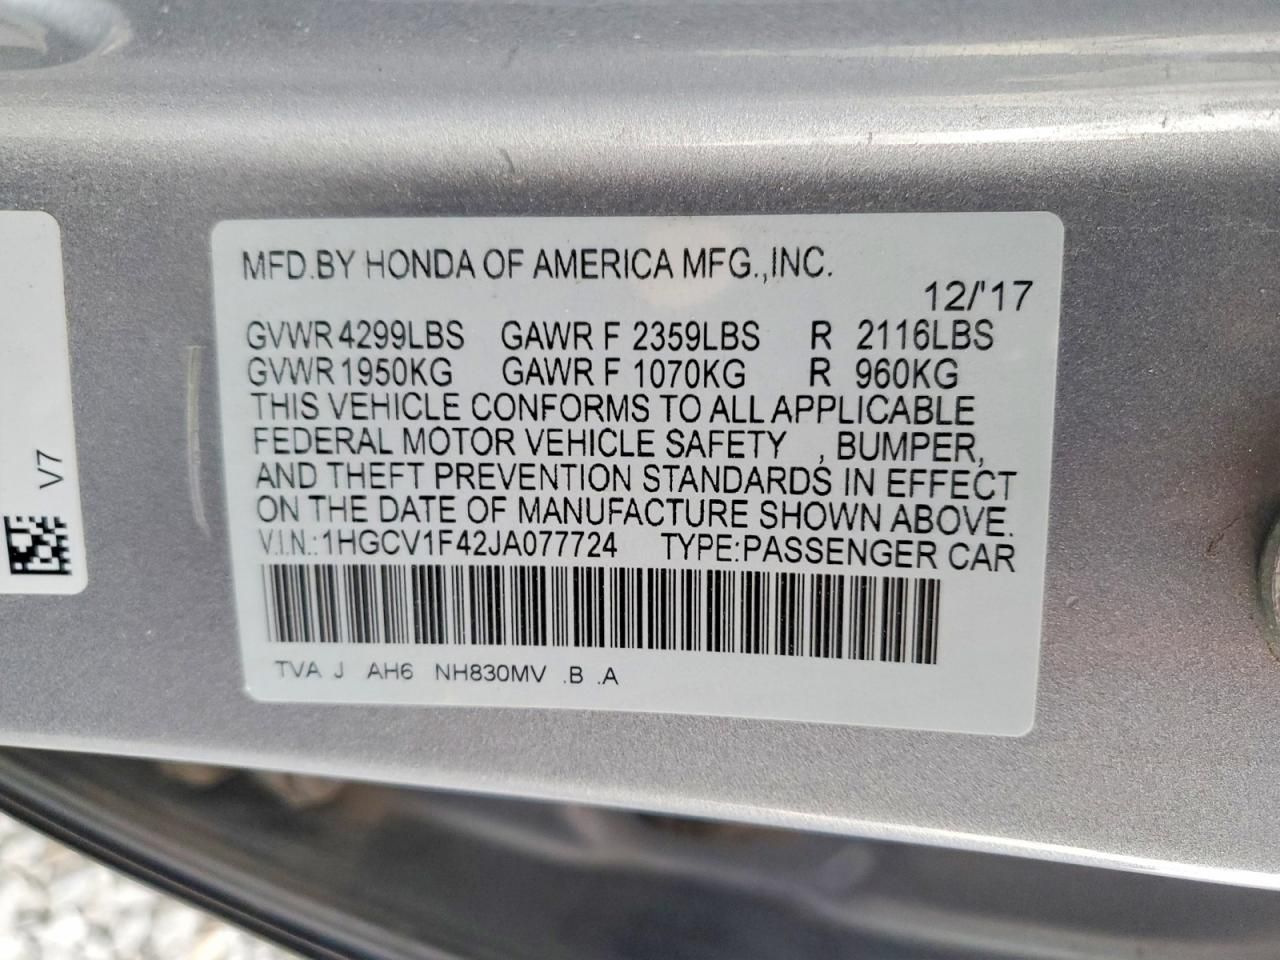 MFD.BY HONDA OF AMERICA MFG.,INC.
12/'17
GVWR 4299LBS GAWR F 2359LBS R 2116LBS
GVWR 1950KG GAWR F 1070KG R 960KG
THIS VEHICLE CONFORMS TO ALL APPLICABLE
FEDERAL MOTOR VEHICLE SAFETY , BUMPER,
AND THEFT PREVENTION STANDARDS IN EFFECT
ON THE DATE OF MANUFACTURE SHOWN ABOVE.
V.I.N.:1HGCV1F42JA077724 TYPE:PASSENGER CAR
TVA J AH6 NH830MV .B .A
V7